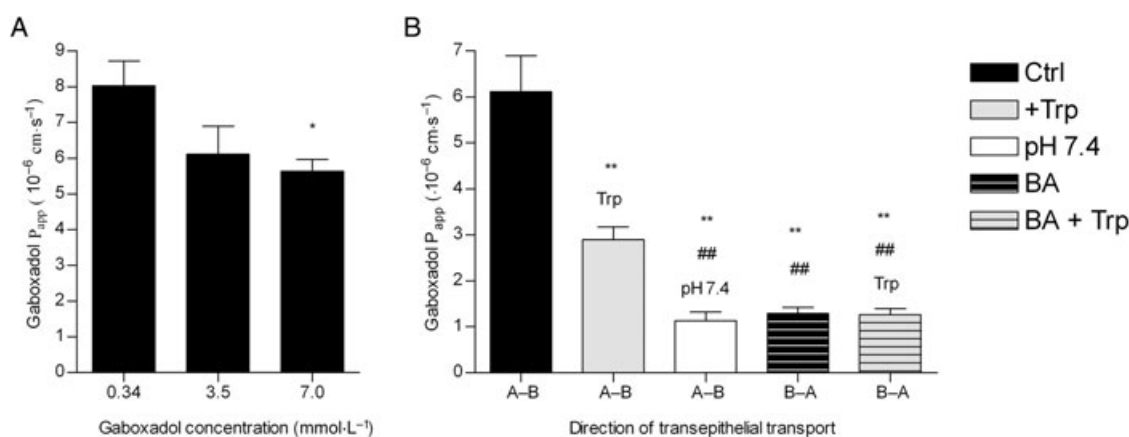 A
9
8
7
6
5
4
3
2
1
0
Gaboxadol Papp ( 10⁻⁶ cm·s⁻¹)
*
0.34 3.5 7.0
Gaboxadol concentration (mmol·L⁻¹)
B
7
6
5
4
3
2
1
0
Gaboxadol Papp (·10⁻⁶ cm·s⁻¹)
**
Trp
**
##
pH 7.4
**
##
**
##
Trp
A–B A–B A–B B–A B–A
Direction of transepithelial transport
Ctrl
+Trp
pH 7.4
BA
BA + Trp